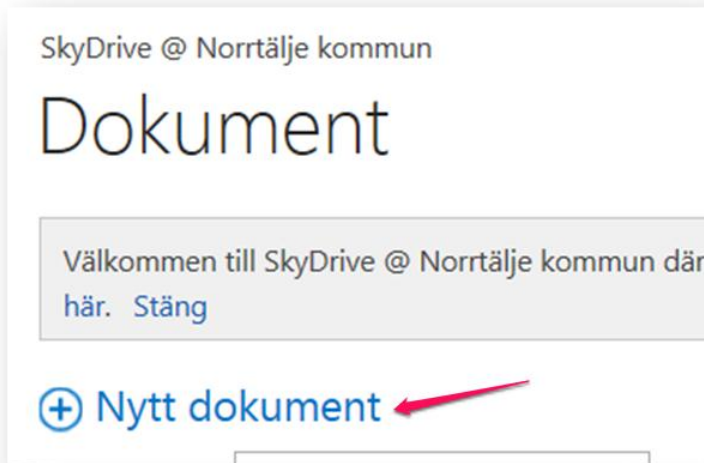 SkyDrive @ Norrtälje kommun
Dokument
Välkommen till SkyDrive @ Norrtälje kommun där
här. Stäng
Nytt dokument